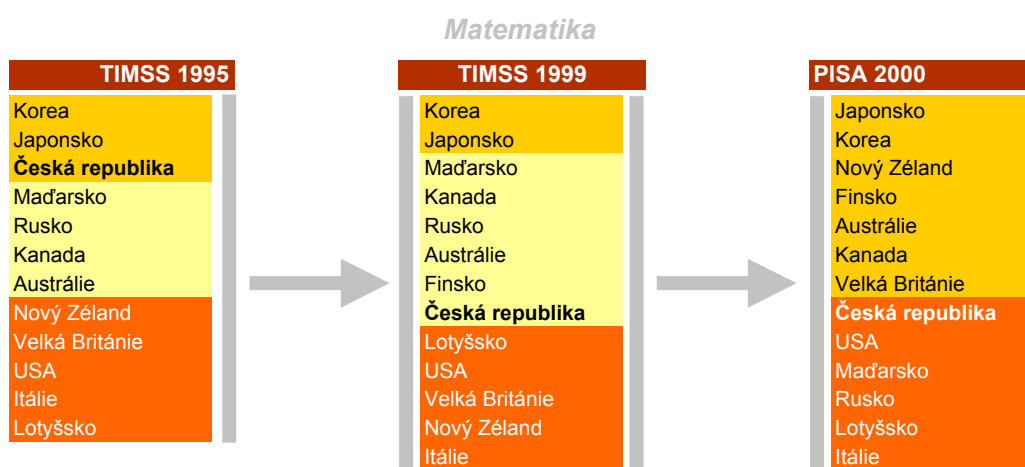 Matematika
TIMSS 1995
Korea
Japonsko
Česká republika
Maďarsko
Rusko
Kanada
Austrálie
Nový Zéland
Velká Británie
USA
Itálie
Lotyšsko
TIMSS 1999
Korea
Japonsko
Maďarsko
Kanada
Rusko
Austrálie
Finsko
Česká republika
Lotyšsko
USA
Velká Británie
Nový Zéland
Itálie
PISA 2000
Japonsko
Korea
Nový Zéland
Finsko
Austrálie
Kanada
Velká Británie
Česká republika
USA
Maďarsko
Rusko
Lotyšsko
Itálie